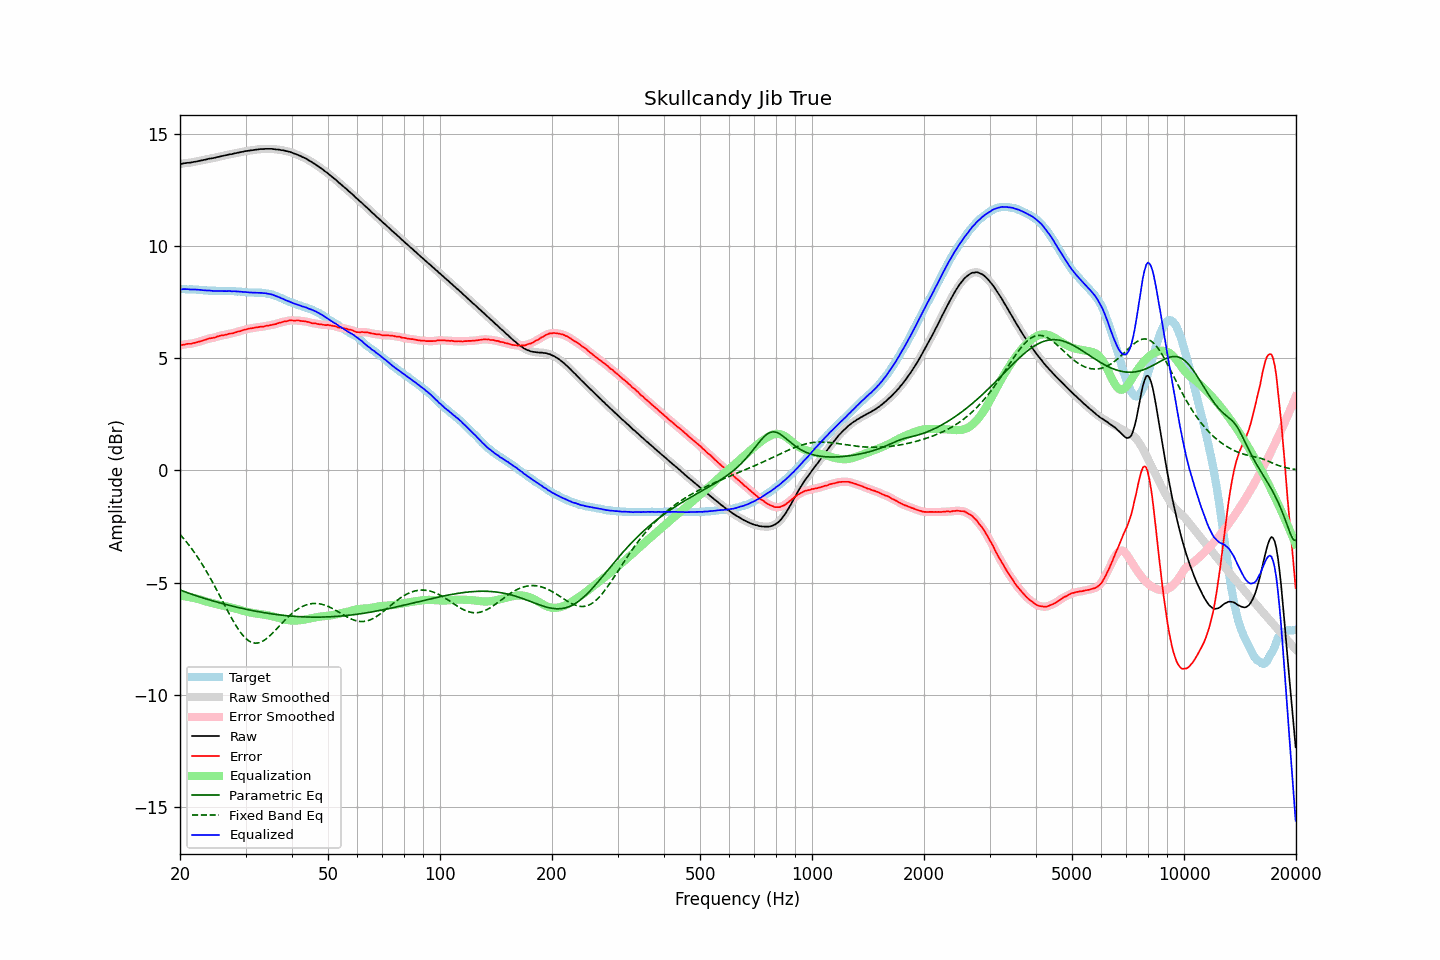 Skullcandy Jib True
15
10
5
0
−5
−10
−15
Amplitude (dBr)
Target
Raw Smoothed
Error Smoothed
Raw
Error
Equalization
Parametric Eq
Fixed Band Eq
Equalized
20 50 100 200 500 1000 2000 5000 10000 20000
Frequency (Hz)